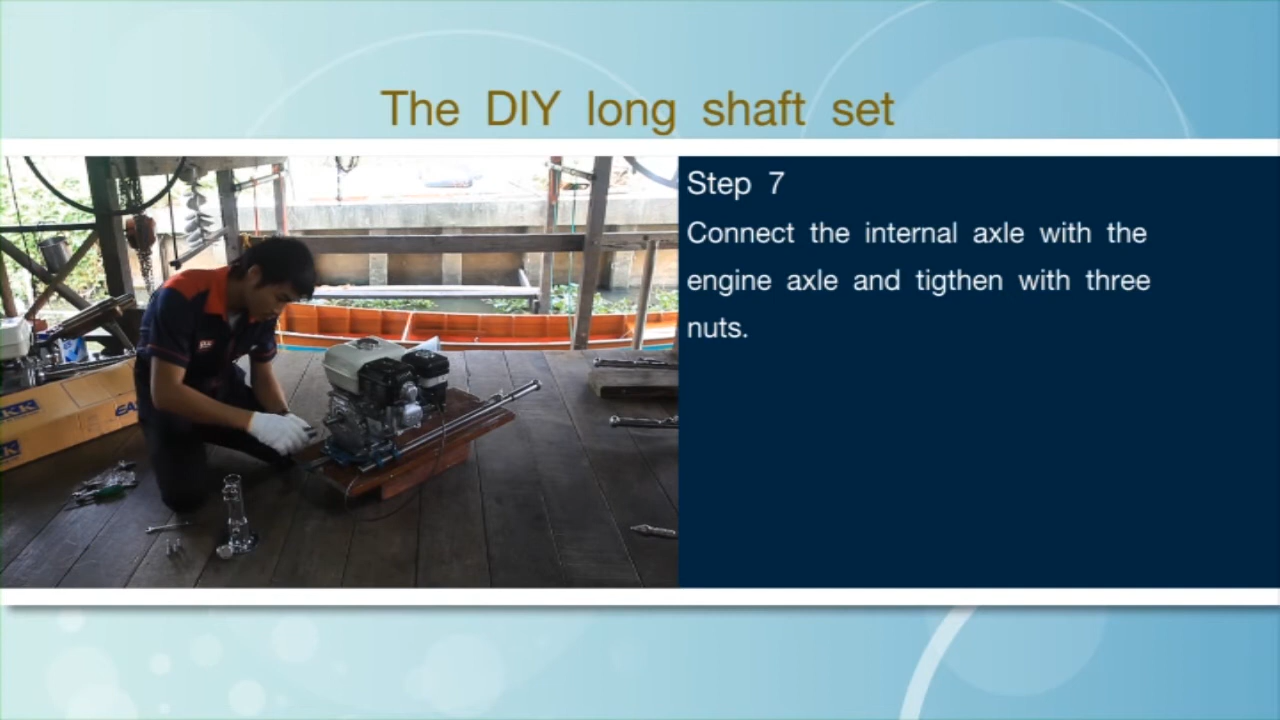 The DIY long shaft set
Step 7
Connect the internal axle with the
engine axle and tigthen with three
nuts.